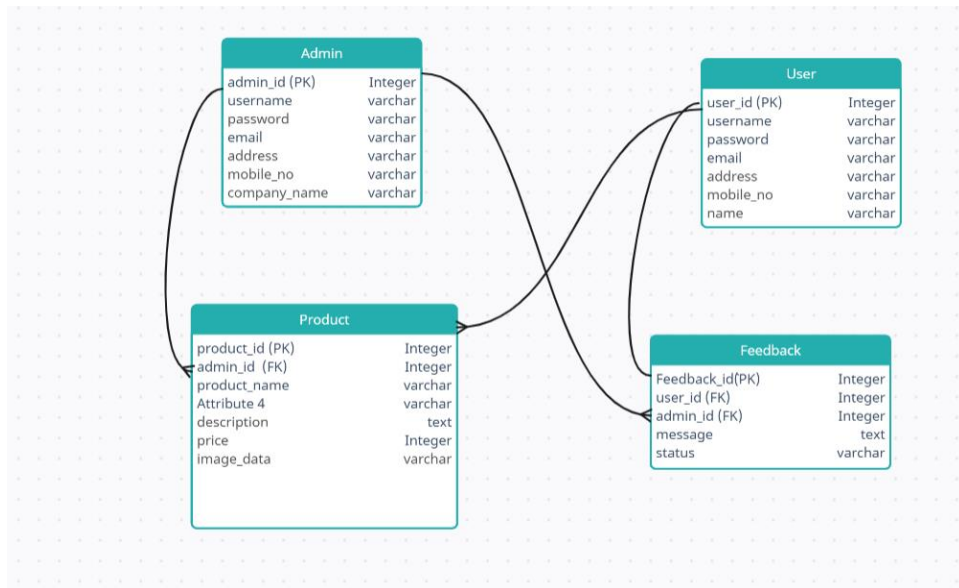 Admin
admin_id (PK) Integer
username varchar
password varchar
email varchar
address varchar
mobile_no varchar
company_name varchar
User
user_id (PK) Integer
username varchar
password varchar
email varchar
address varchar
mobile_no varchar
name varchar
Product
product_id (PK) Integer
admin_id (FK) Integer
product_name varchar
Attribute 4 varchar
description text
price Integer
image_data varchar
Feedback
Feedback_id(PK) Integer
user_id (FK) Integer
admin_id (FK) Integer
message text
status varchar